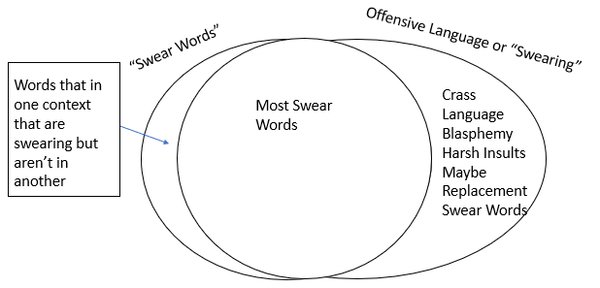 Offensive Language or "Swearing"
"Swear Words"
Words that in
one context
that are
swearing but
aren't in
another
Most Swear
Words
Crass
Language
Blasphemy
Harsh Insults
Maybe
Replacement
Swear Words